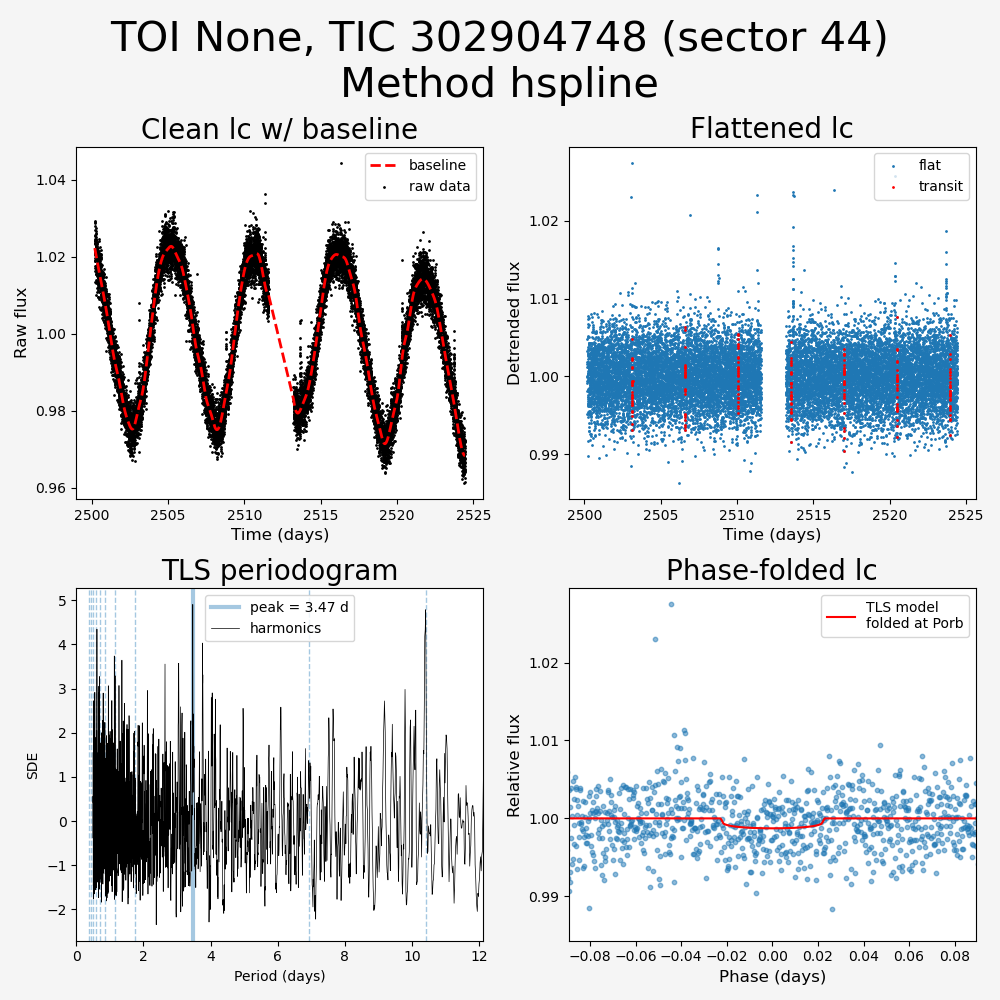 TOI None, TIC 302904748 (sector 44)
Method hspline
Clean lc w/ baseline
baseline
raw data
1.04
1.02
1.00
0.98
0.96
Raw flux
2500
2505
2510
2515
2520
2525
Time (days)
Flattened lc
flat
transit
1.02
1.01
1.00
0.99
Detrended flux
2500
2505
2510
2515
2520
2525
Time (days)
TLS periodogram
peak = 3.47 d
harmonics
5
4
3
2
1
0
−1
−2
SDE
0
2
4
6
8
10
12
Period (days)
Phase-folded lc
TLS model
folded at Porb
1.02
1.01
1.00
0.99
Relative flux
−0.08
−0.06
−0.04
−0.02
0.00
0.02
0.04
0.06
0.08
Phase (days)